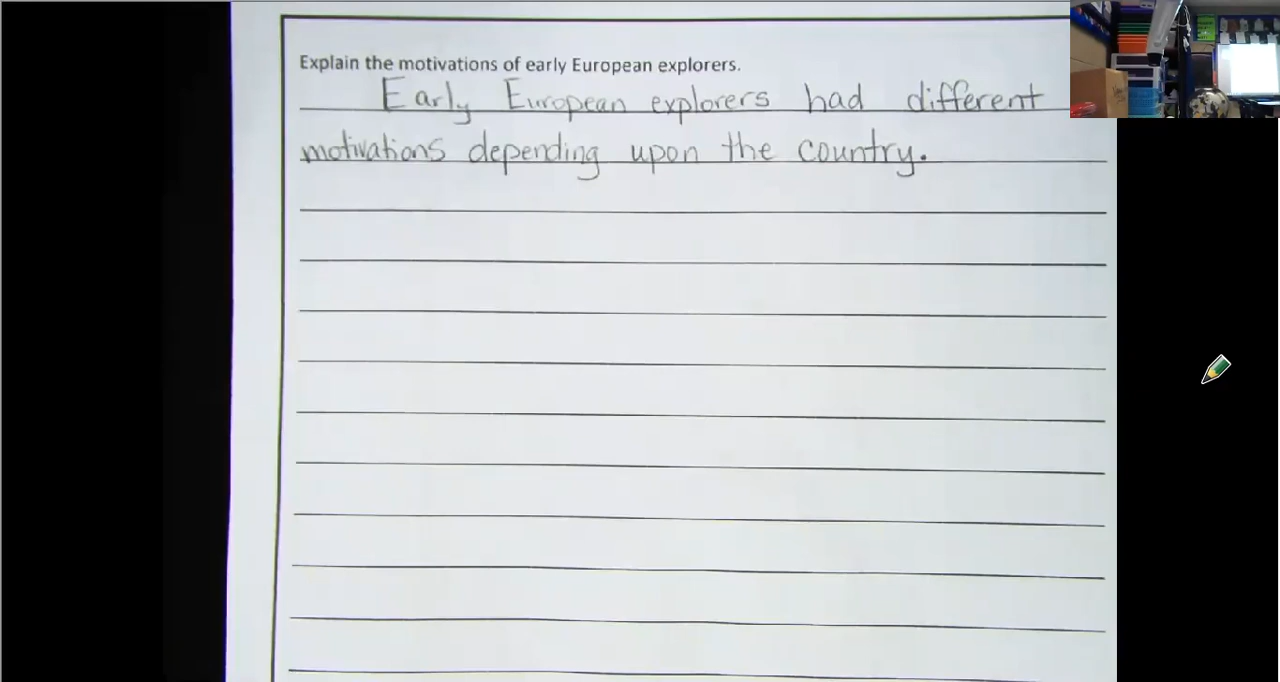 Explain the motivations of early European explorers.
Early European explorers had different
motivations depending upon the country.